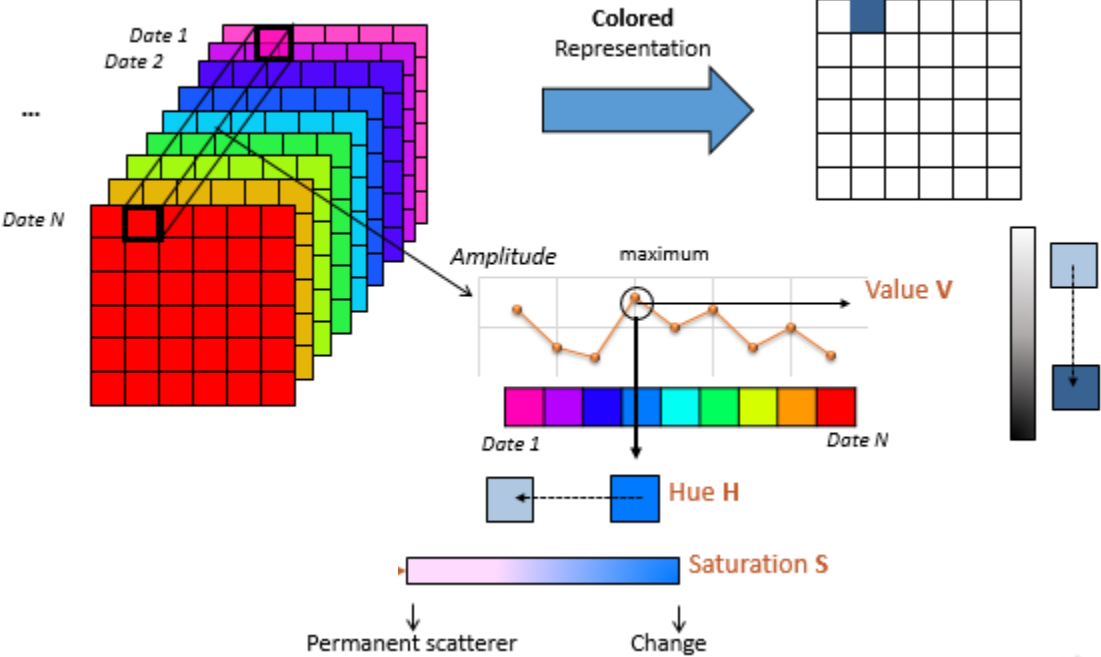 Colored
Representation
Date 1
Date 2
...
Date N
Amplitude
maximum
Value V
Date 1
Date N
Hue H
Saturation S
Permanent scatterer
Change